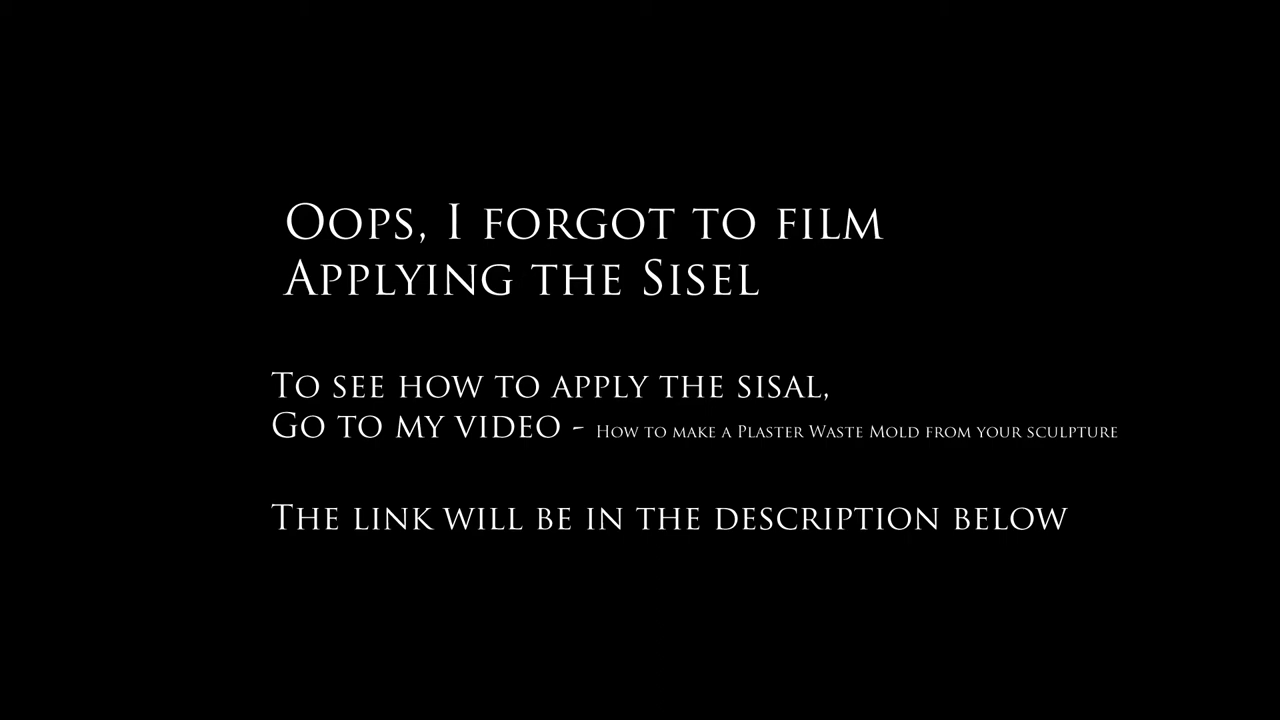 Oops, I forgot to film
Applying the Sisel
To see how to apply the sisal,
Go to my video - How to make a Plaster Waste Mold from your sculpture
The link will be in the description below